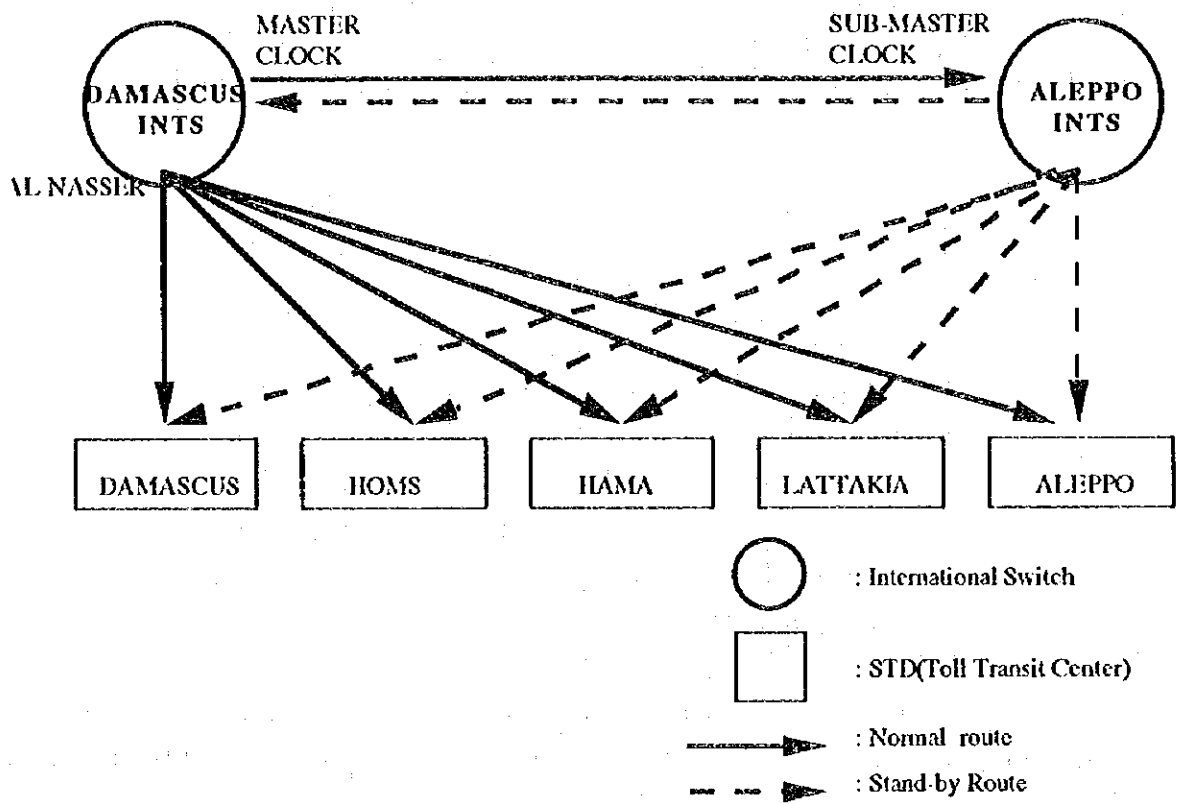 MASTER
CLOCK
SUB-MASTER
CLOCK
DAMASCUS
INTS
ALEPPO
INTS
AL NASSER
DAMASCUS
HOMS
HAMA
LATTAKIA
ALEPPO
: International Switch
: STD(Toll Transit Center)
: Normal route
: Stand-by Route